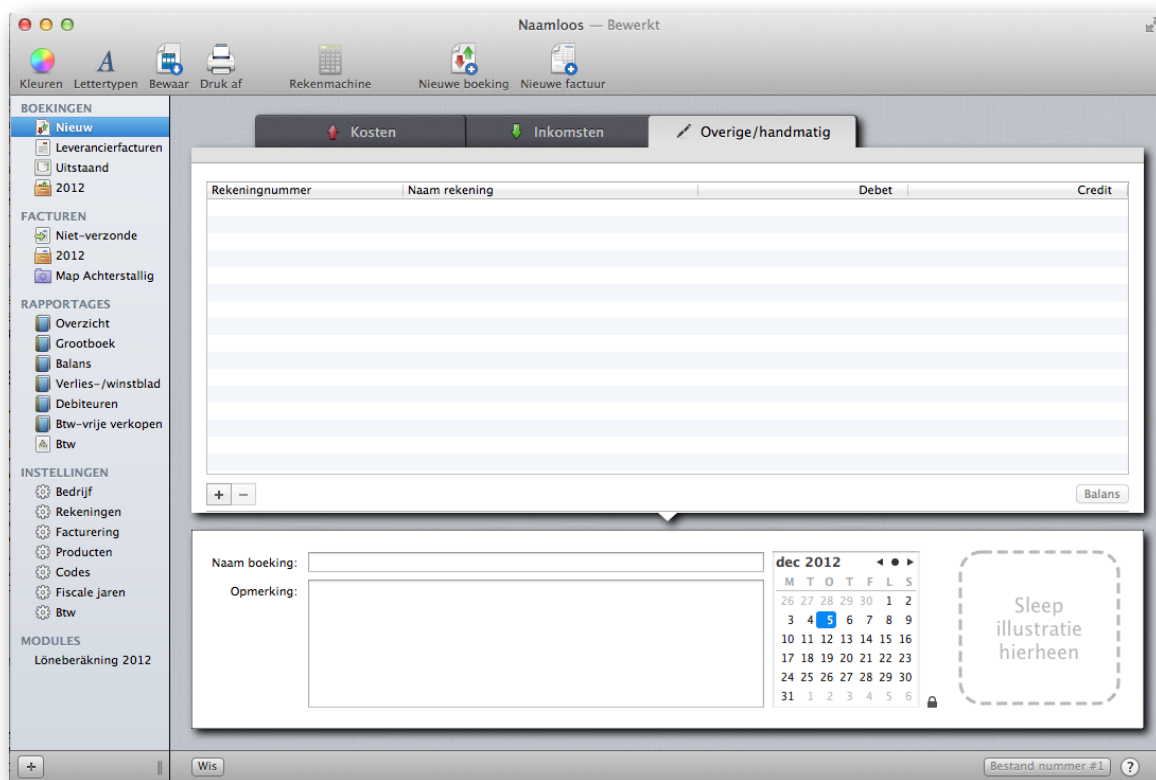 Naamloos — Bewerkt
Kleuren Lettertypen Bewaar Druk af Rekenmachine Nieuwe boeking Nieuwe factuur
BOEKINGEN
Nieuw
Leverancierfacturen
Uitstaand
2012
FACTUREN
Niet-verzonde
2012
Map Achterstallig
RAPPORTAGES
Overzicht
Grootboek
Balans
Verlies-/winstblad
Debiteuren
Btw-vrije verkopen
Btw
INSTELLINGEN
Bedrijf
Rekeningen
Facturering
Producten
Codes
Fiscale jaren
Btw
MODULES
Löneberäkning 2012
Kosten Inkomsten Overige/handmatig
Rekeningnummer Naam rekening Debet Credit
+ − Balans
Naam boeking:
Opmerking:
dec 2012
M T O T F L S
26 27 28 29 30 1 2
3 4 5 6 7 8 9
10 11 12 13 14 15 16
17 18 19 20 21 22 23
24 25 26 27 28 29 30
31 1 2 3 4 5 6
Sleep
illustratie
hierheen
+ Wis Bestand nummer #1 ?